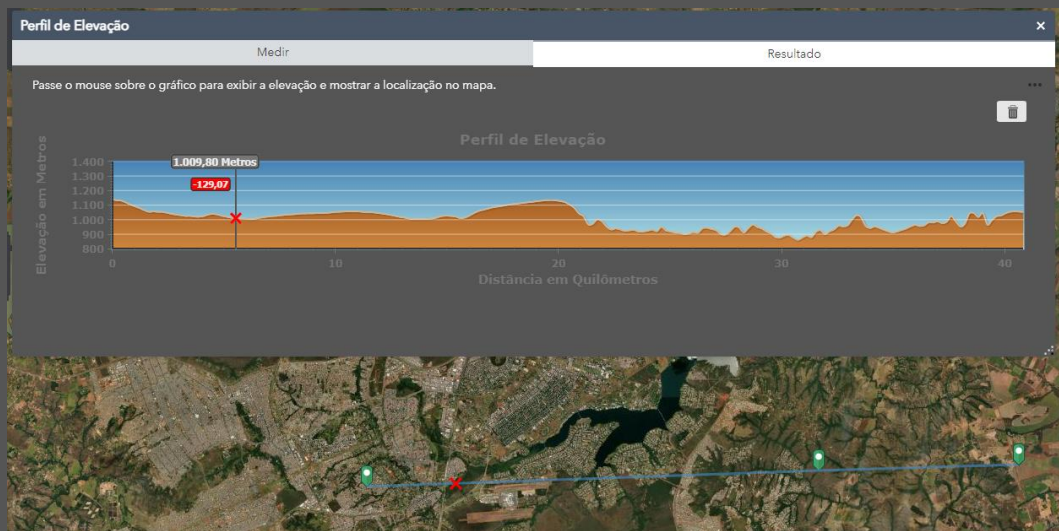 Perfil de Elevação
×
Medir
Resultado
Passe o mouse sobre o gráfico para exibir a elevação e mostrar a localização no mapa.
...
Perfil de Elevação
Elevação em Metros
1.400
1.300
1.200
1.100
1.000
900
800
1.009,80 Metros
-129,07
0
10
20
30
40
Distância em Quilômetros